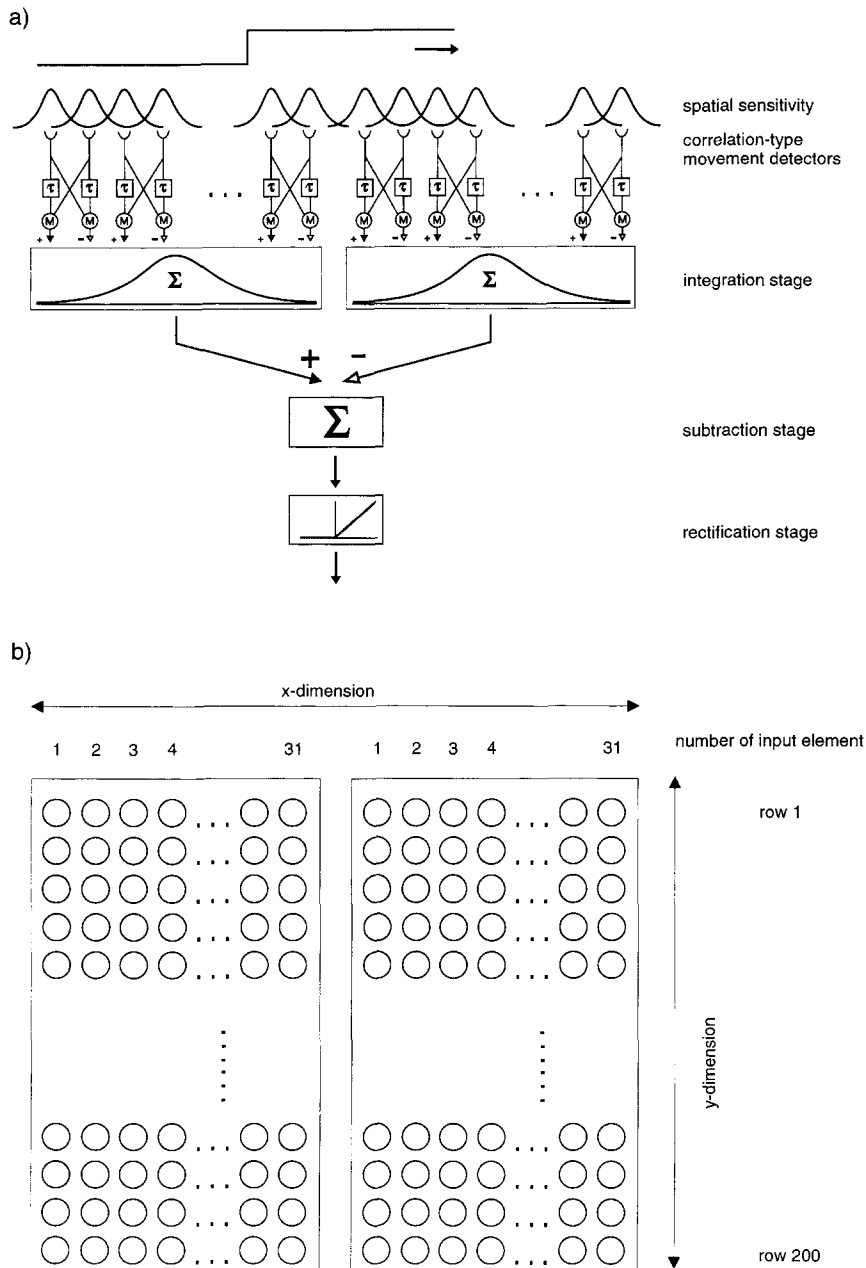 a)
spatial sensitivity
correlation-type
movement detectors
τ τ τ τ . . . τ τ τ τ τ τ . . . τ τ
M M M M M M M M M M M M
+ − + − + − + − + − + −
Σ Σ
integration stage
+ −
Σ
subtraction stage
rectification stage
b)
x-dimension
1 2 3 4 31 1 2 3 4 31
number of input element
row 1
y-dimension
row 200